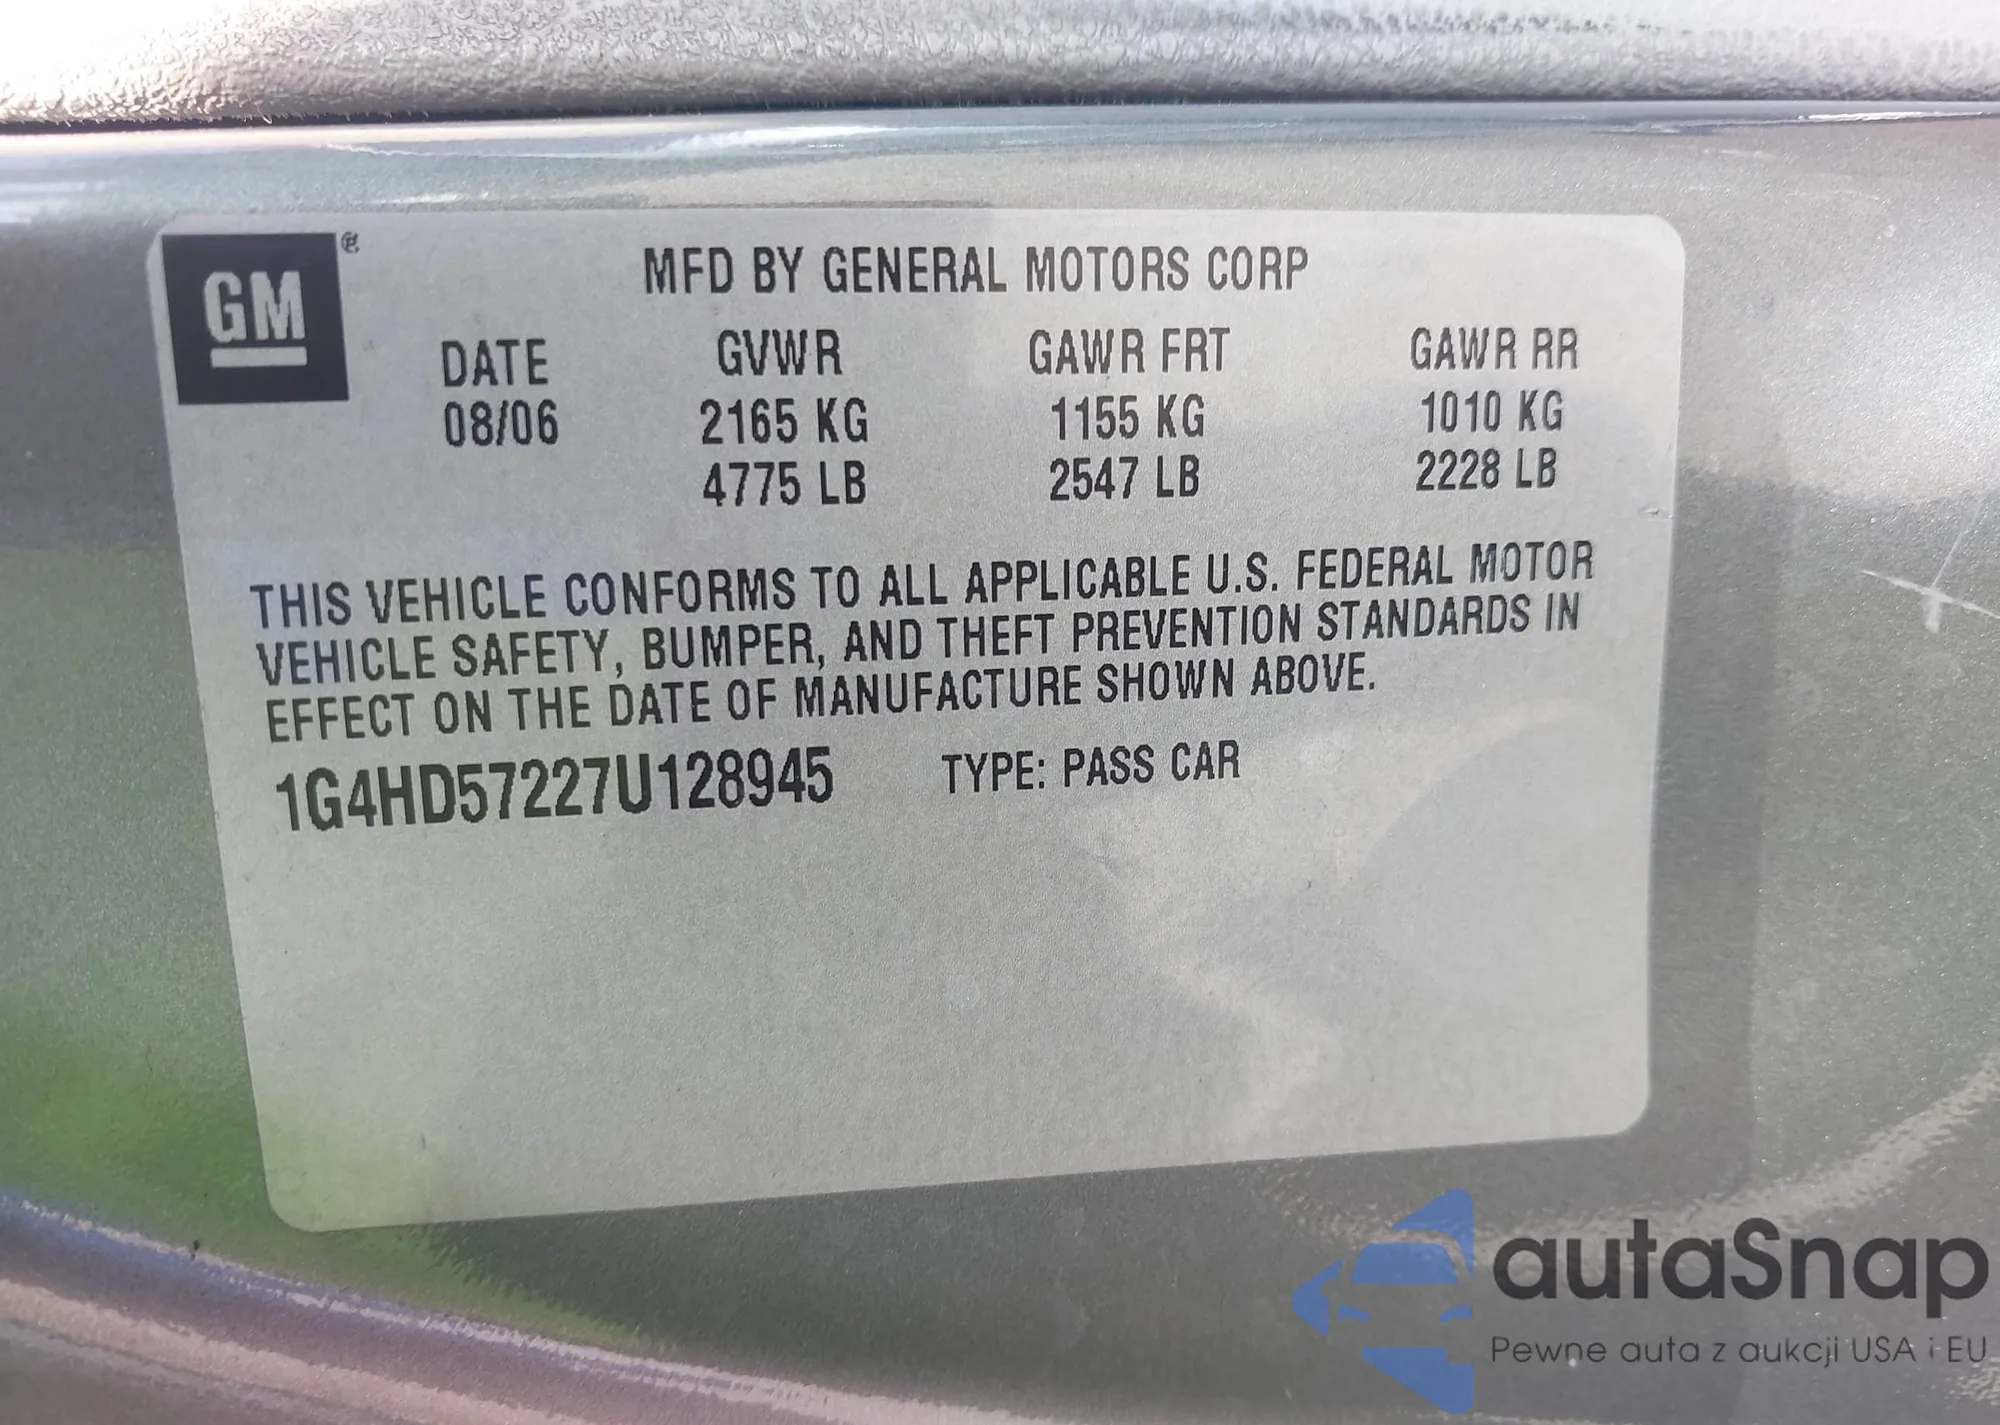 GM ®
MFD BY GENERAL MOTORS CORP
DATE GVWR GAWR FRT GAWR RR
08/06 2165 KG 1155 KG 1010 KG
4775 LB 2547 LB 2228 LB
THIS VEHICLE CONFORMS TO ALL APPLICABLE U.S. FEDERAL MOTOR
VEHICLE SAFETY, BUMPER, AND THEFT PREVENTION STANDARDS IN
EFFECT ON THE DATE OF MANUFACTURE SHOWN ABOVE.
1G4HD57227U128945 TYPE: PASS CAR
autaSnap
Pewne auta z aukcji USA i EU